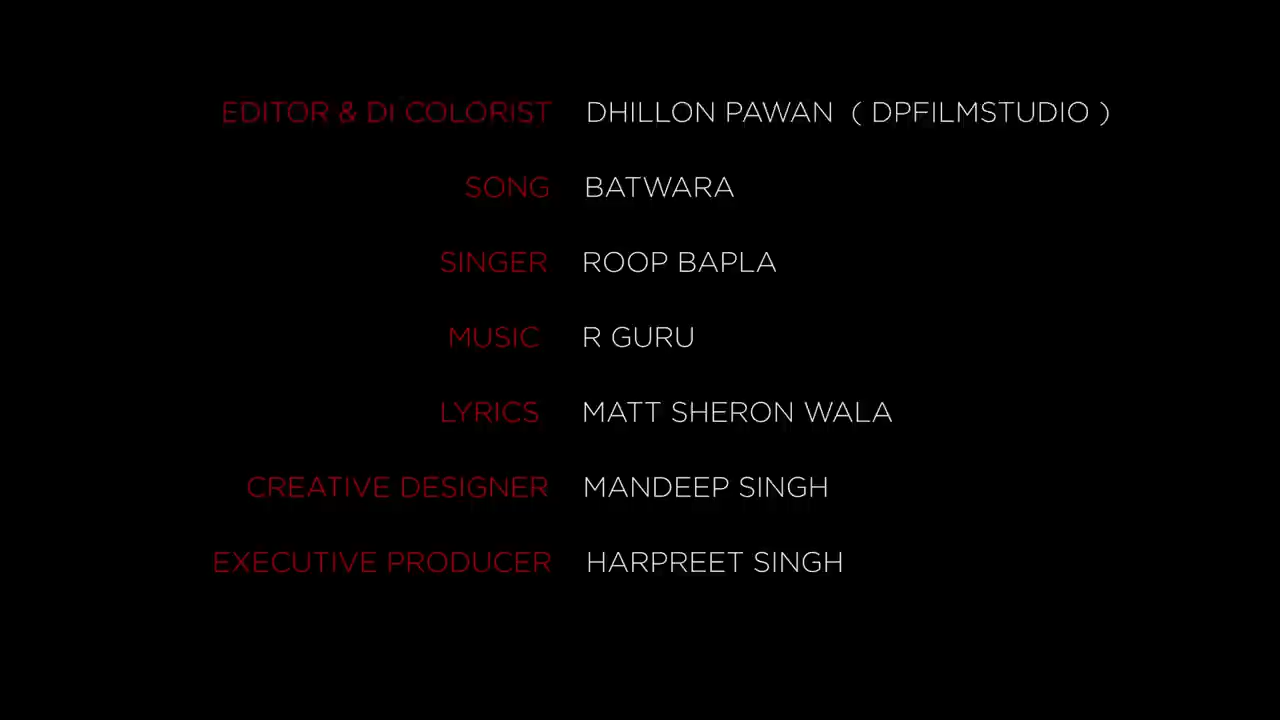 EDITOR & DI COLORIST DHILLON PAWAN ( DPFILMSTUDIO )
SONG BATWARA
SINGER ROOP BAPLA
MUSIC R GURU
LYRICS MATT SHERON WALA
CREATIVE DESIGNER MANDEEP SINGH
EXECUTIVE PRODUCER HARPREET SINGH